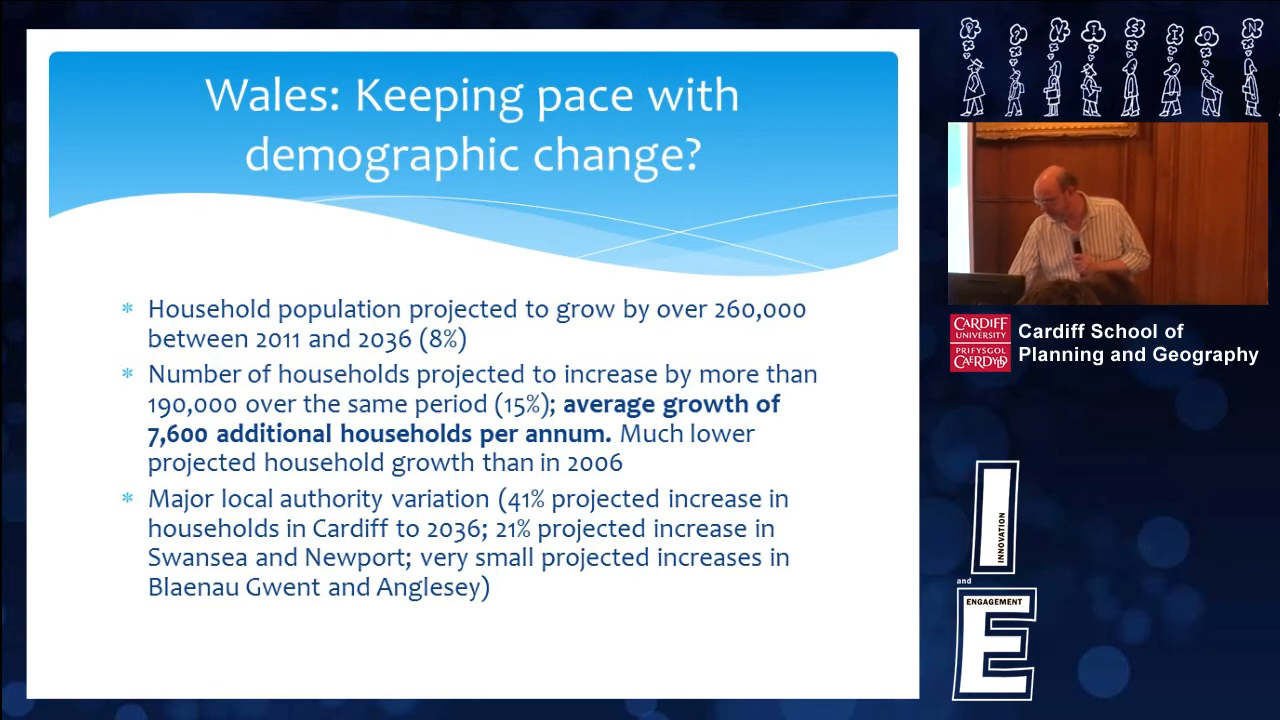 Wales: Keeping pace with
demographic change?
* Household population projected to grow by over 260,000
between 2011 and 2036 (8%)
* Number of households projected to increase by more than
190,000 over the same period (15%); average growth of
7,600 additional households per annum. Much lower
projected household growth than in 2006
* Major local authority variation (41% projected increase in
households in Cardiff to 2036; 21% projected increase in
Swansea and Newport; very small projected increases in
Blaenau Gwent and Anglesey)
CARDIFF
UNIVERSITY
PRIFYSGOL
CAERDYDD
Cardiff School of
Planning and Geography
INNOVATION
I
and
ENGAGEMENT
E